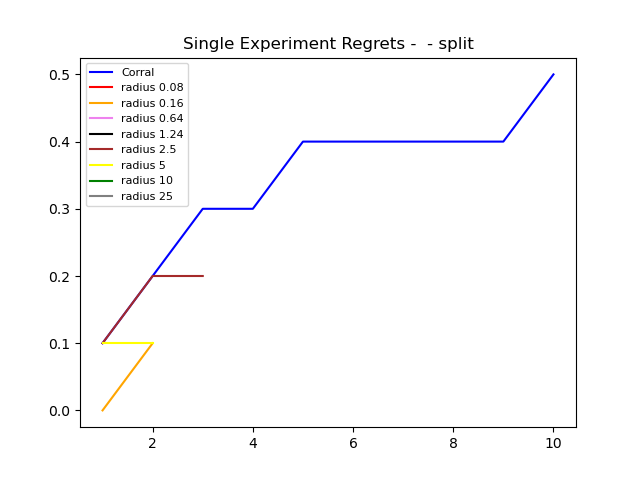 Single Experiment Regrets -  - split
Corral
radius 0.08
radius 0.16
radius 0.64
radius 1.24
radius 2.5
radius 5
radius 10
radius 25
0.5
0.4
0.3
0.2
0.1
0.0
2 4 6 8 10